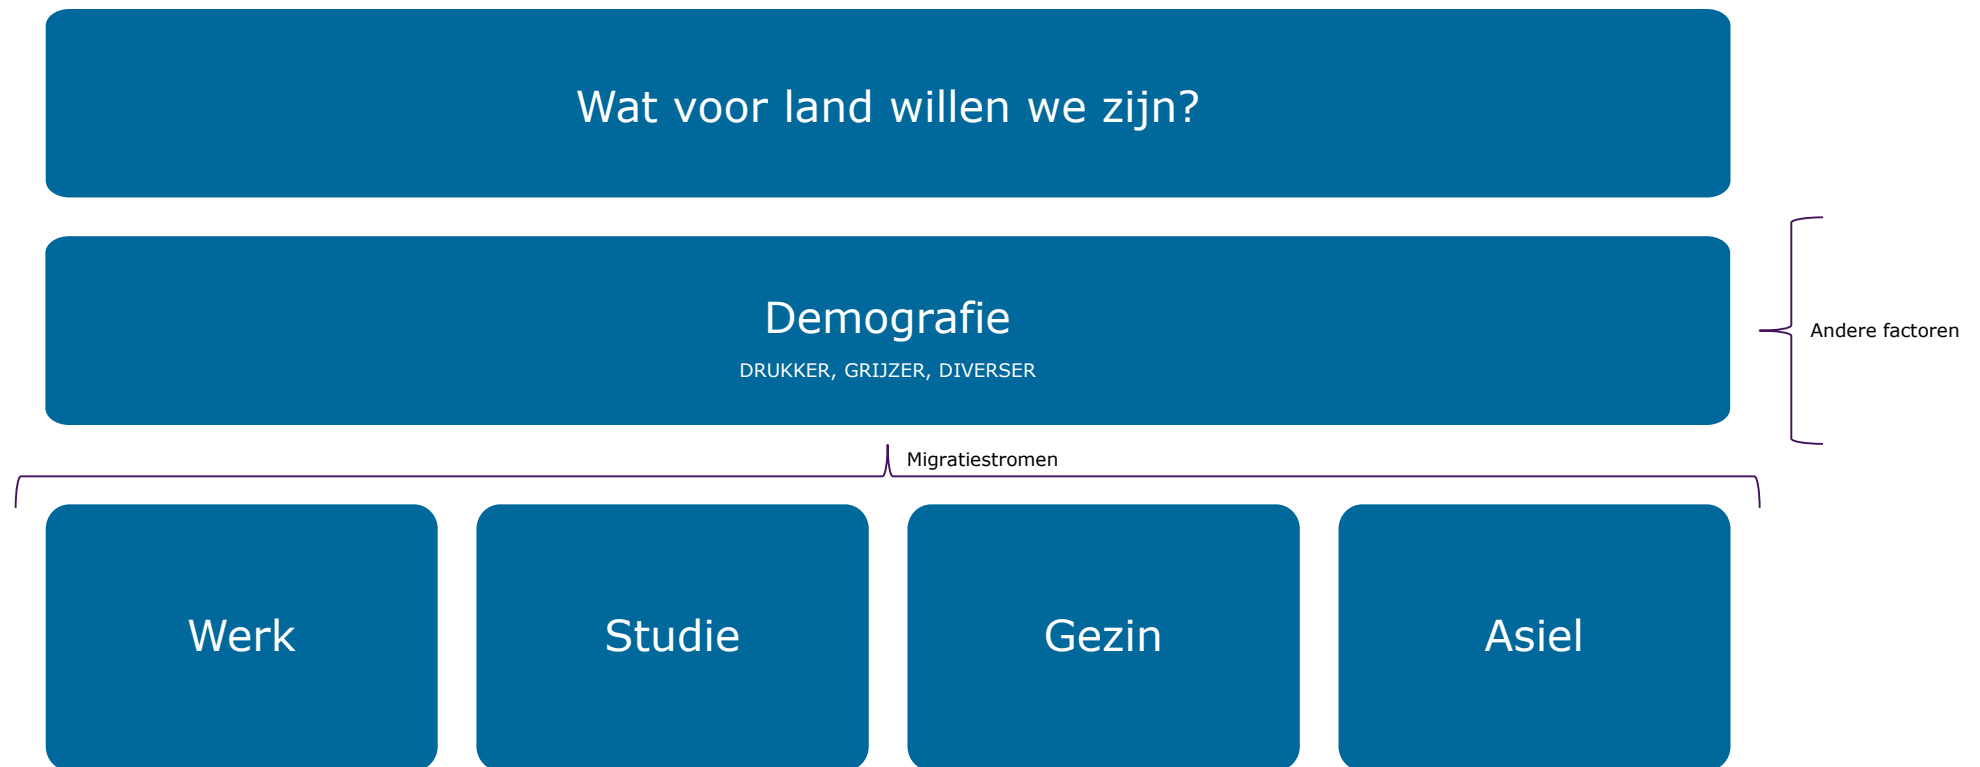 Wat voor land willen we zijn?
Demografie
DRUKKER, GRIJZER, DIVERSER
Andere factoren
Migratiestromen
Werk
Studie
Gezin
Asiel